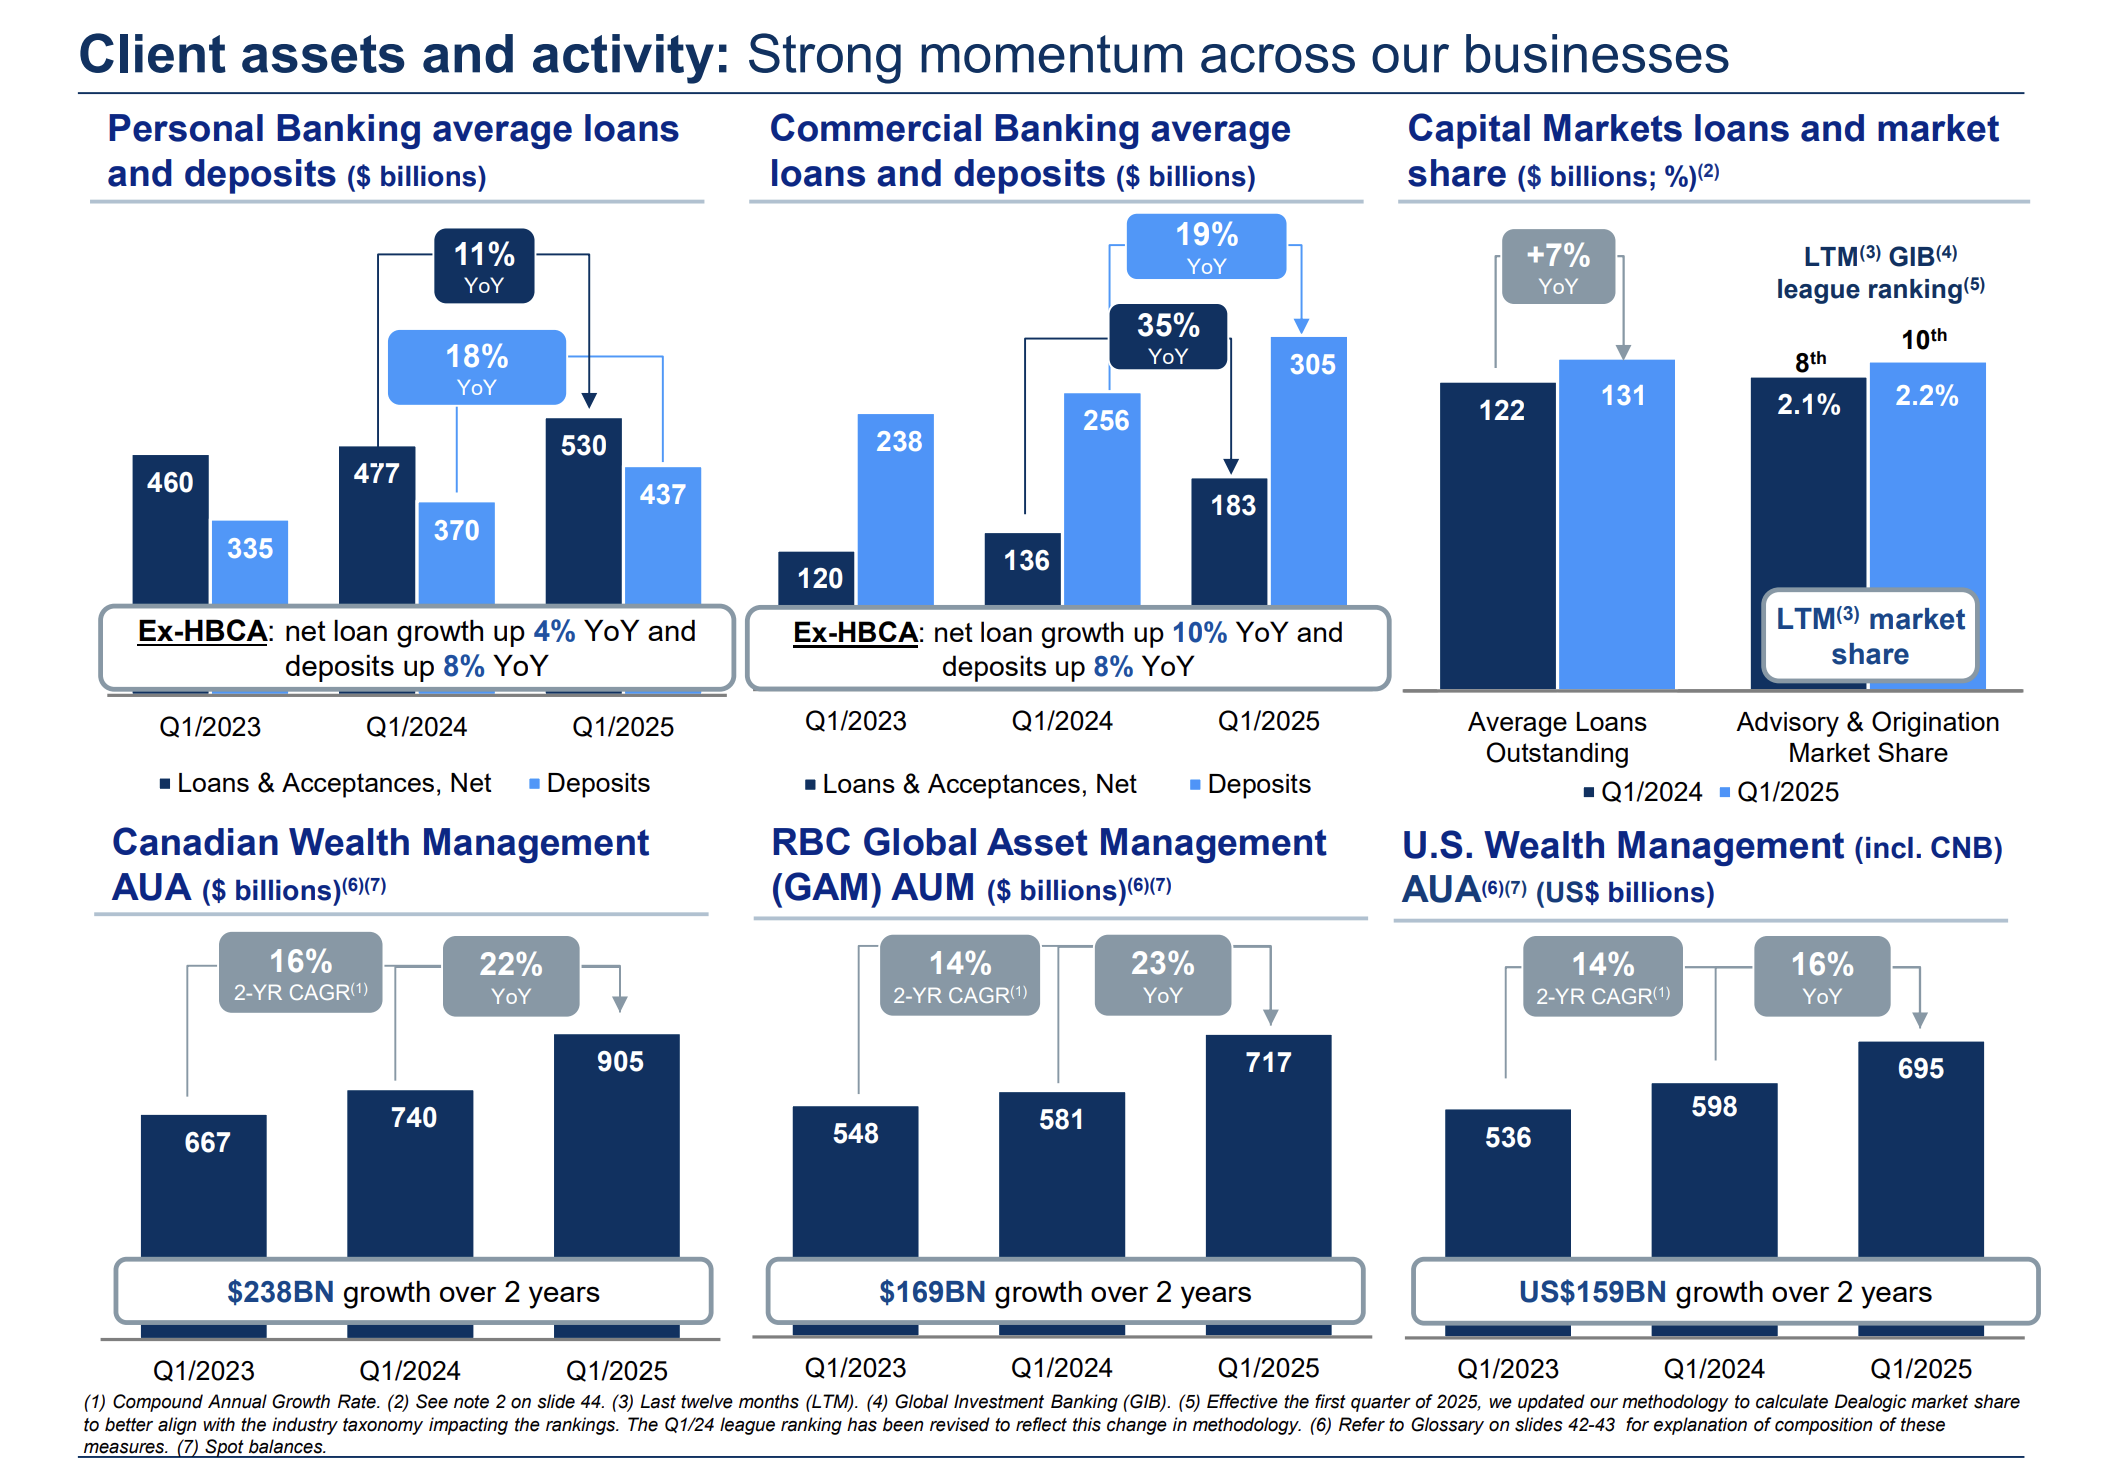 Client assets and activity: Strong momentum across our businesses
Personal Banking average loans
and deposits ($ billions)
11%
YoY
18%
YoY
460
335
477
370
530
437
Ex-HBCA: net loan growth up 4% YoY and
deposits up 8% YoY
Q1/2023 Q1/2024 Q1/2025
Loans & Acceptances, Net Deposits
Commercial Banking average
loans and deposits ($ billions)
19%
YoY
35%
YoY
120
238
136
256
183
305
Ex-HBCA: net loan growth up 10% YoY and
deposits up 8% YoY
Q1/2023 Q1/2024 Q1/2025
Loans & Acceptances, Net Deposits
Capital Markets loans and market
share ($ billions; %)(2)
+7%
YoY
LTM(3) GIB(4)
league ranking(5)
8th
10th
122
131
2.1%
2.2%
LTM(3) market
share
Average Loans
Outstanding
Advisory & Origination
Market Share
Q1/2024 Q1/2025
Canadian Wealth Management
AUA ($ billions)(6)(7)
16%
2-YR CAGR(1)
22%
YoY
667
740
905
$238BN growth over 2 years
Q1/2023 Q1/2024 Q1/2025
RBC Global Asset Management
(GAM) AUM ($ billions)(6)(7)
14%
2-YR CAGR(1)
23%
YoY
548
581
717
$169BN growth over 2 years
Q1/2023 Q1/2024 Q1/2025
U.S. Wealth Management (incl. CNB)
AUA(6)(7) (US$ billions)
14%
2-YR CAGR(1)
16%
YoY
536
598
695
US$159BN growth over 2 years
Q1/2023 Q1/2024 Q1/2025
(1) Compound Annual Growth Rate. (2) See note 2 on slide 44. (3) Last twelve months (LTM). (4) Global Investment Banking (GIB). (5) Effective the first quarter of 2025, we updated our methodology to calculate Dealogic market share
to better align with the industry taxonomy impacting the rankings. The Q1/24 league ranking has been revised to reflect this change in methodology. (6) Refer to Glossary on slides 42-43 for explanation of composition of these
measures. (7) Spot balances.